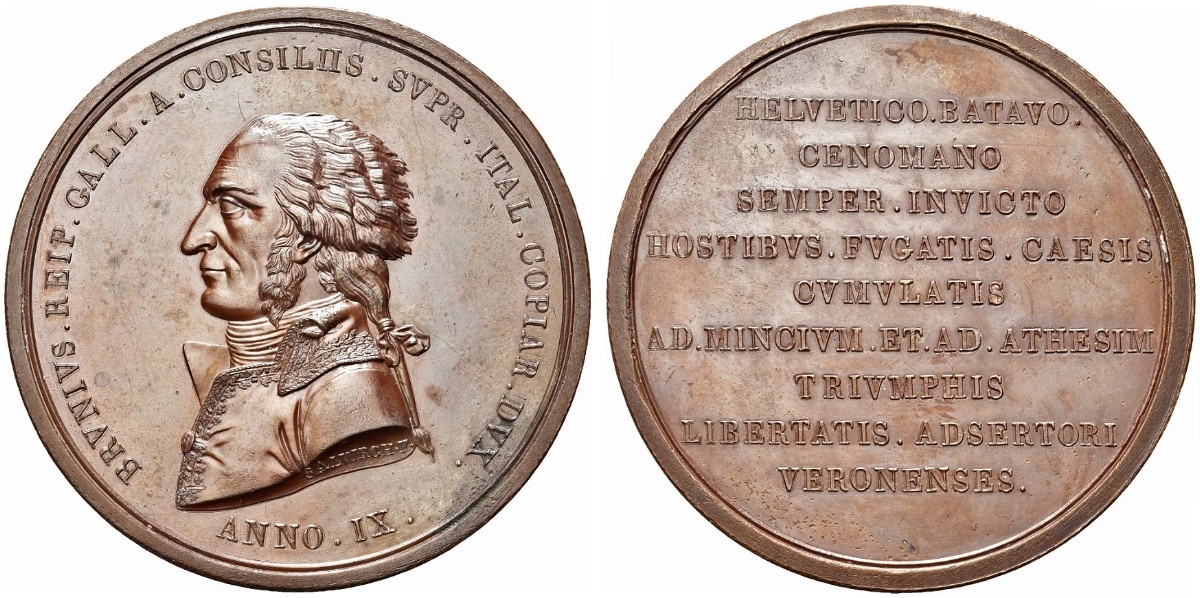 BRVNIVS . REIP . GALL . A . CONSILIIS . SVPR . ITAL . COPIAR . DVX .
ANNO . IX .
HELVETICO . BATAVO .
CENOMANO
SEMPER . INVICTO
HOSTIBVS . FVGATIS . CAESIS
CVMVLATIS
AD . MINCIVM . ET . AD . ATHESIM
TRIVMPHIS
LIBERTATIS . ADSERTORI
VERONENSES .